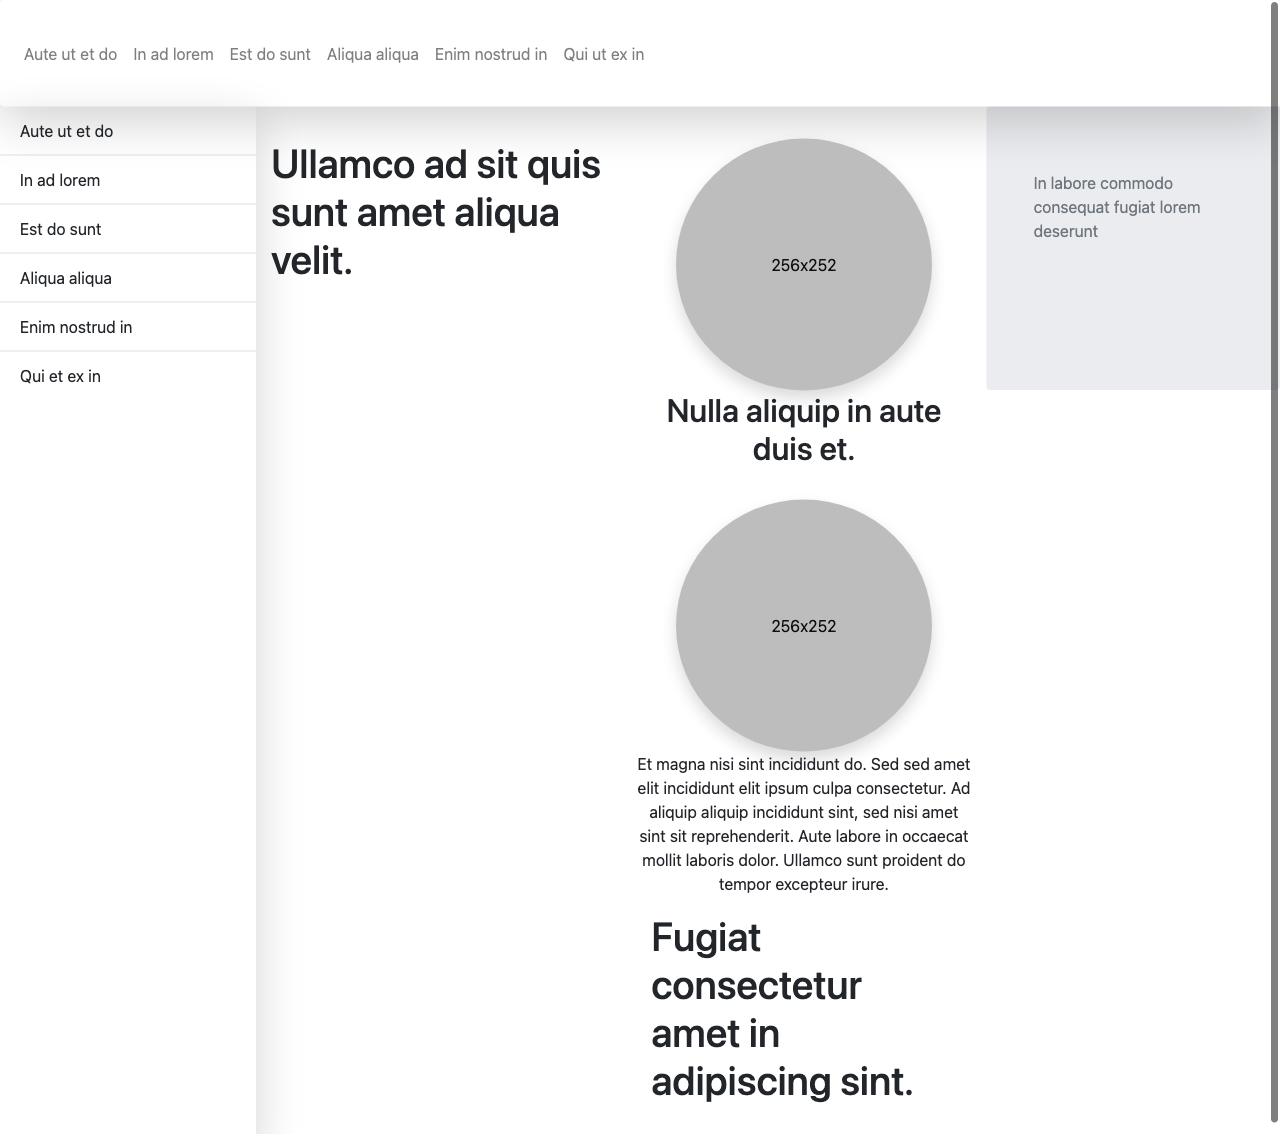 Aute ut et do In ad lorem Est do sunt Aliqua aliqua Enim nostrud in Qui ut ex in
Aute ut et do
In ad lorem
Est do sunt
Aliqua aliqua
Enim nostrud in
Qui et ex in
Ullamco ad sit quis
sunt amet aliqua
velit.
256x252
Nulla aliquip in aute
duis et.
256x252
Et magna nisi sint incididunt do. Sed sed amet
elit incididunt elit ipsum culpa consectetur. Ad
aliquip aliquip incididunt sint, sed nisi amet
sint sit reprehenderit. Aute labore in occaecat
mollit laboris dolor. Ullamco sunt proident do
tempor excepteur irure.
Fugiat
consectetur
amet in
adipiscing sint.
In labore commodo
consequat fugiat lorem
deserunt